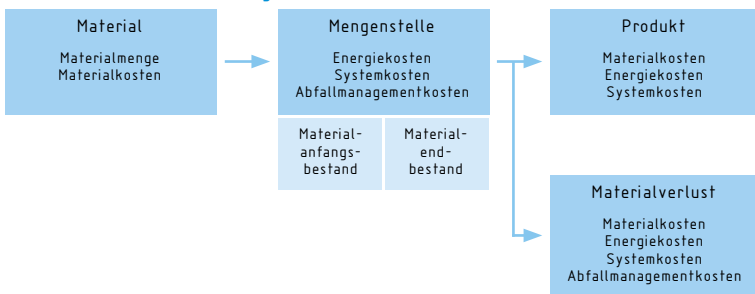 Material
Materialmenge
Materialkosten
Mengenstelle
Energiekosten
Systemkosten
Abfallmanagementkosten
Material-
anfangs-
bestand
Material-
end-
bestand
Produkt
Materialkosten
Energiekosten
Systemkosten
Materialverlust
Materialkosten
Energiekosten
Systemkosten
Abfallmanagementkosten